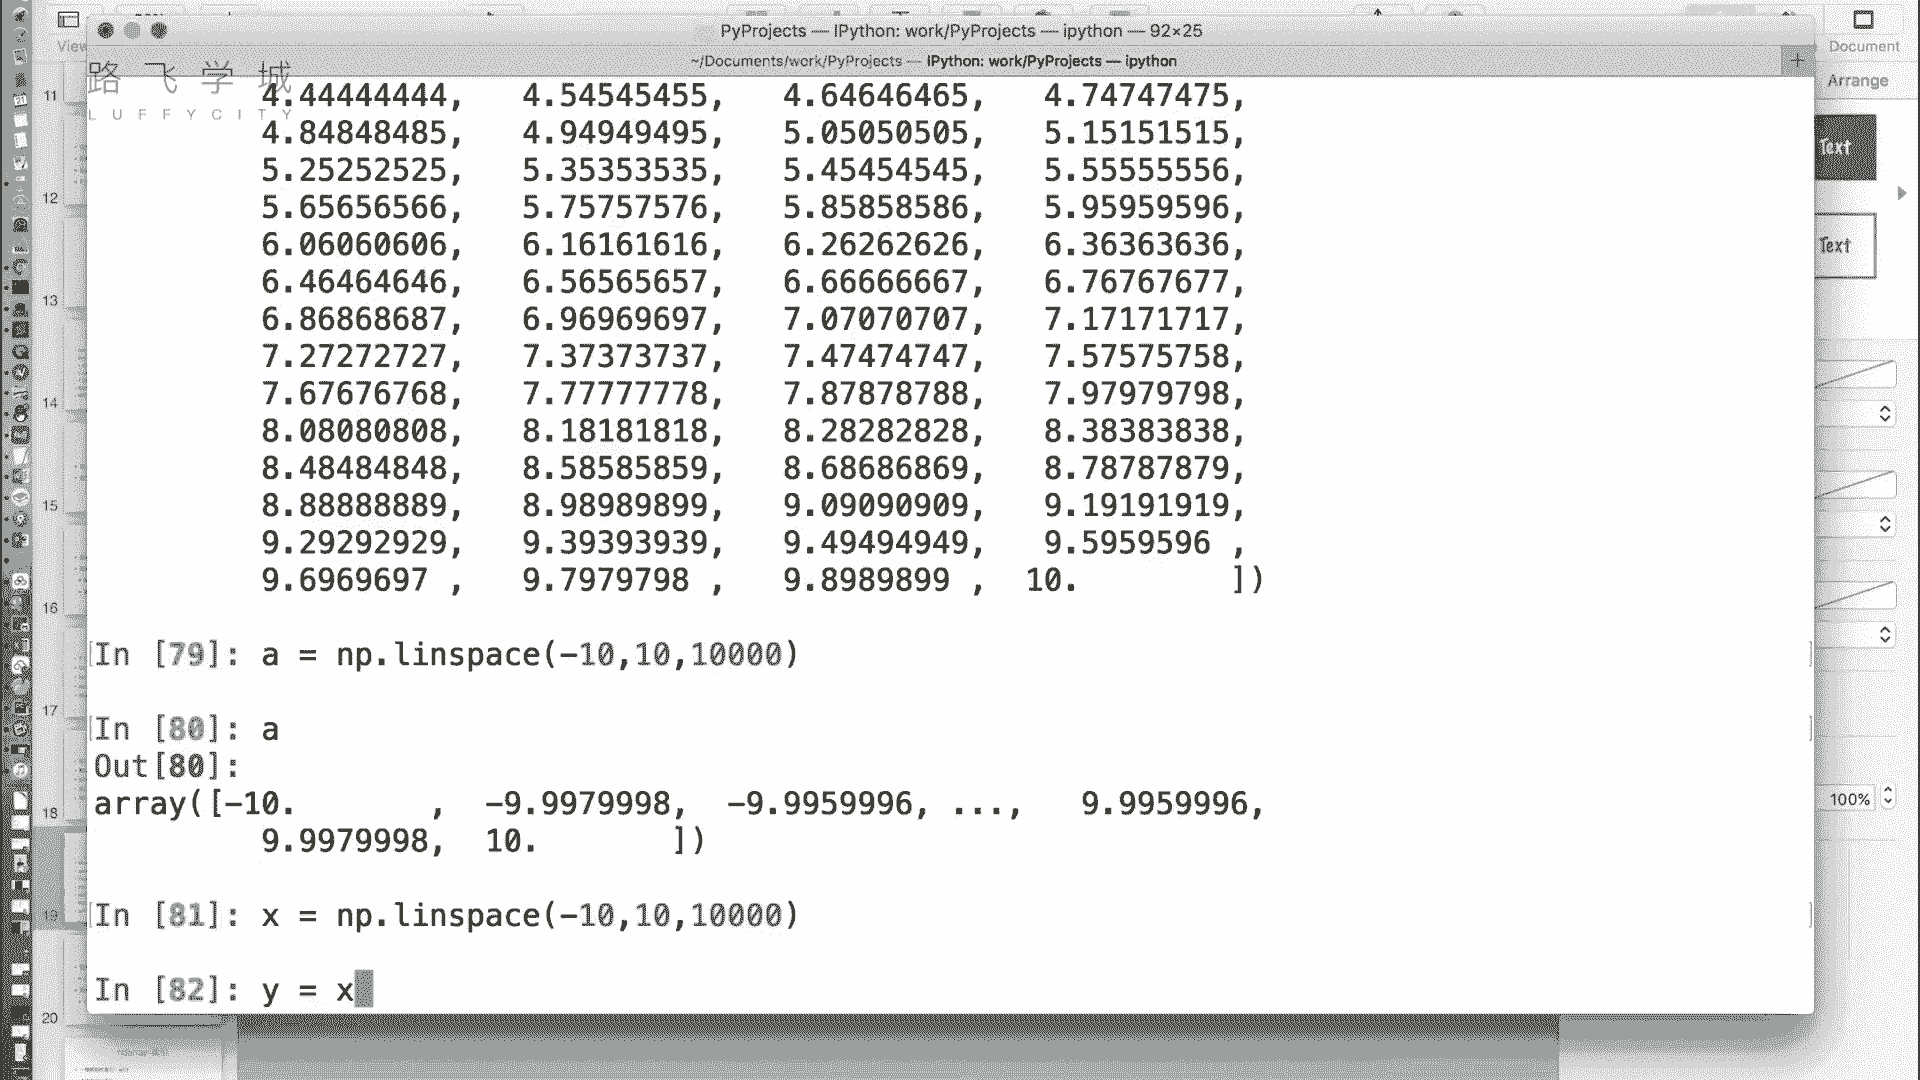 PyProjects — IPython: work/PyProjects — ipython — 92×25
View
Document
~/Documents/work/PyProjects — IPython: work/PyProjects — ipython
+
Arrange
路飞学城
LUFFYCITY
Text
Text
100%
11
12
13
14
15
16
17
18
19
20
4.44444444,   4.54545455,   4.64646465,   4.74747475,
4.84848485,   4.94949495,   5.05050505,   5.15151515,
5.25252525,   5.35353535,   5.45454545,   5.55555556,
5.65656566,   5.75757576,   5.85858586,   5.95959596,
6.06060606,   6.16161616,   6.26262626,   6.36363636,
6.46464646,   6.56565657,   6.66666667,   6.76767677,
6.86868687,   6.96969697,   7.07070707,   7.17171717,
7.27272727,   7.37373737,   7.47474747,   7.57575758,
7.67676768,   7.77777778,   7.87878788,   7.97979798,
8.08080808,   8.18181818,   8.28282828,   8.38383838,
8.48484848,   8.58585859,   8.68686869,   8.78787879,
8.88888889,   8.98989899,   9.09090909,   9.19191919,
9.29292929,   9.39393939,   9.49494949,   9.5959596 ,
9.6969697 ,   9.7979798 ,   9.8989899 ,  10.        ])
In [79]: a = np.linspace(-10,10,10000)
In [80]: a
Out[80]:
array([-10.       ,  -9.9979998,  -9.9959996, ...,   9.9959996,
9.9979998,  10.       ])
In [81]: x = np.linspace(-10,10,10000)
In [82]: y = x